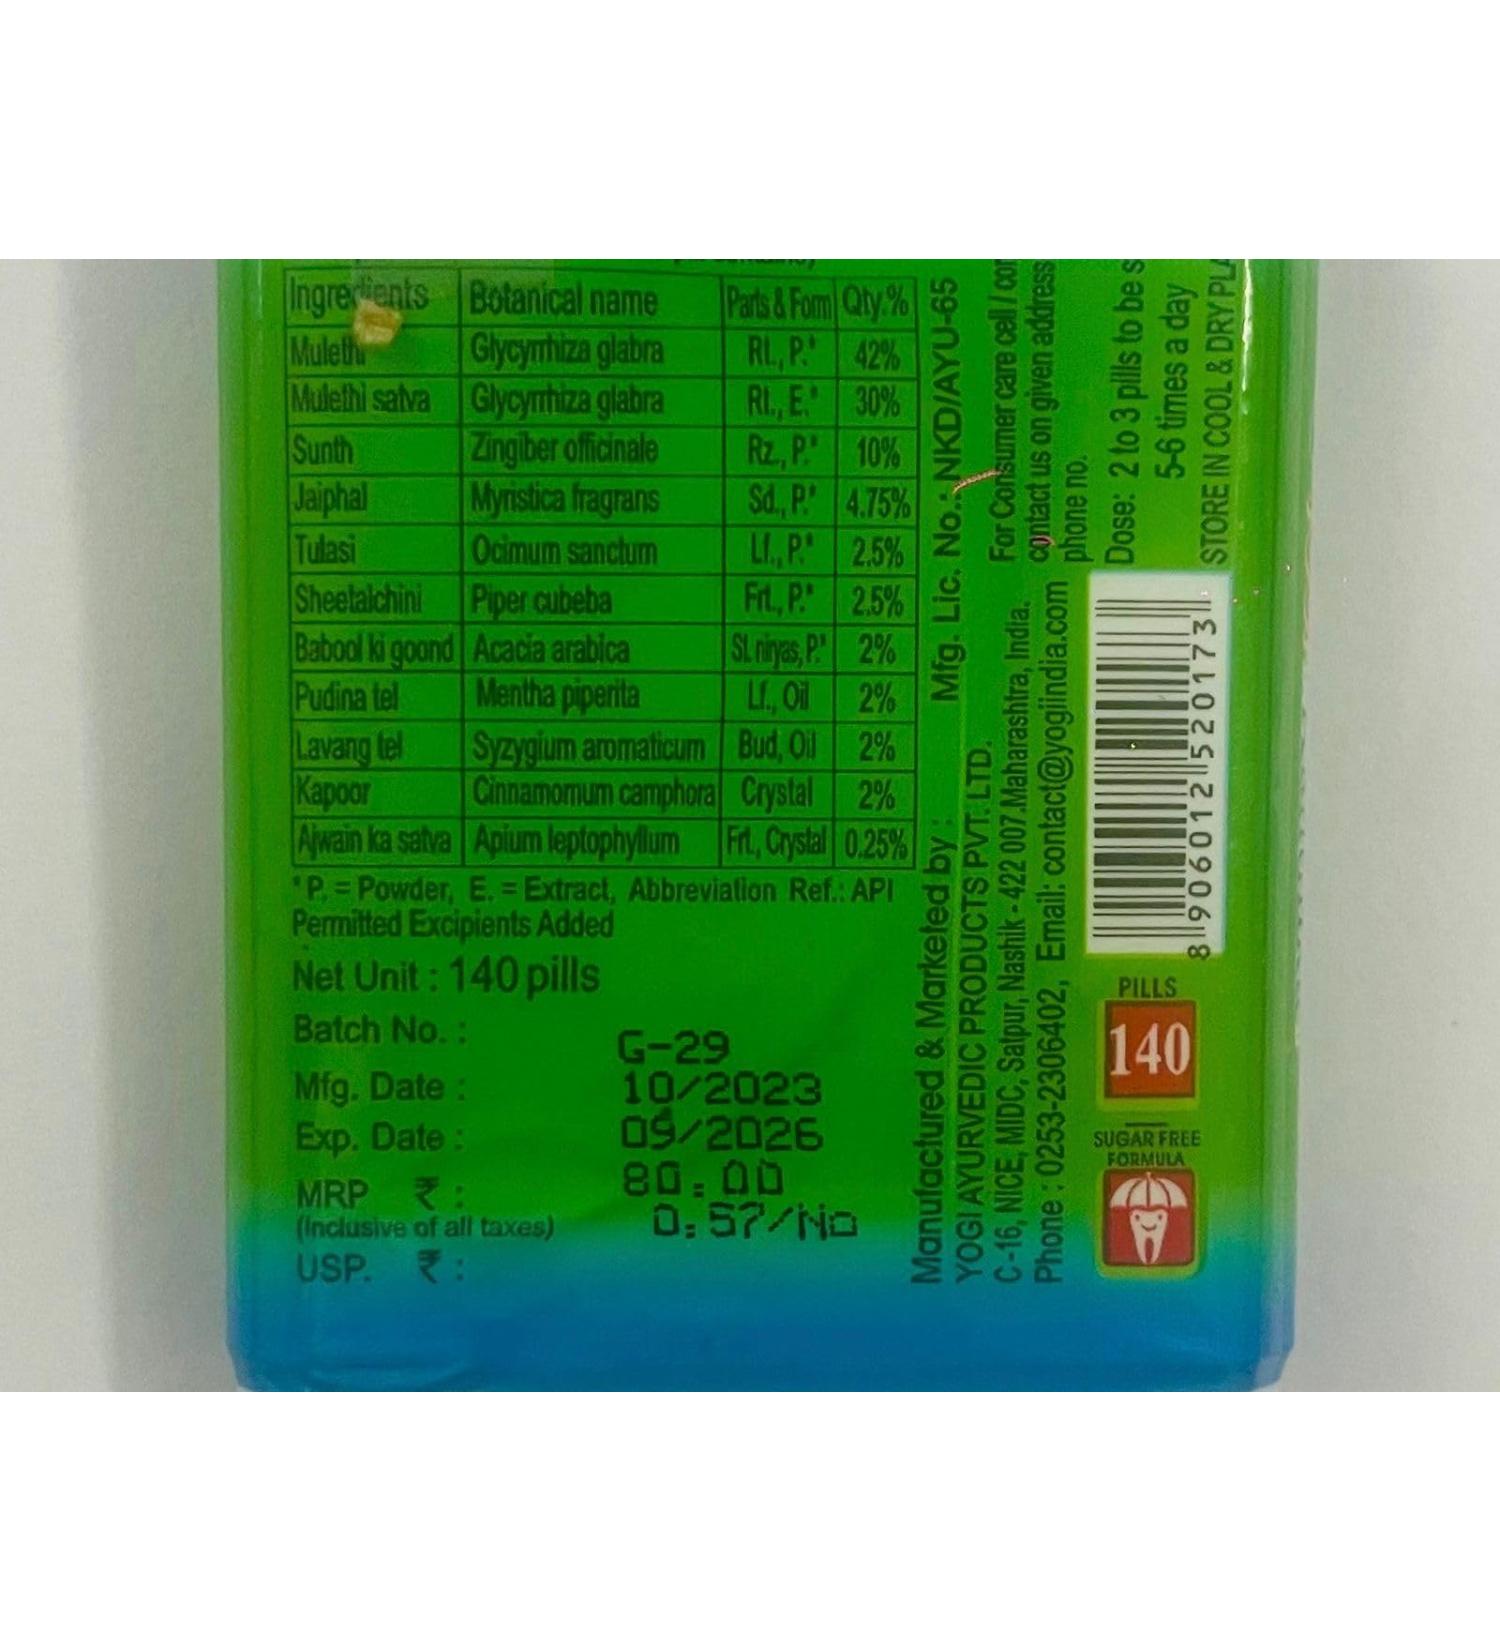 Ingredients Botanical name Parts & Form Qty.%
Mulethi Glycyrrhiza glabra Rt., P.* 42%
Mulethi satva Glycyrrhiza glabra Rt., E.* 30%
Sunth Zingiber officinale Rz., P.* 10%
Jaiphal Myristica fragrans Sd., P.* 4.75%
Tulasi Ocimum sanctum Lf., P.* 2.5%
Sheetalchini Piper cubeba Frt., P.* 2.5%
Babool ki goond Acacia arabica St. niryas, P.* 2%
Pudina tel Mentha piperita Lf., Oil 2%
Lavang tel Syzygium aromaticum Bud, Oil 2%
Kapoor Cinnamomum camphora Crystal 2%
Ajwain ka satva Apium leptophyllum Frt., Crystal 0.25%
*P. = Powder, E. = Extract, Abbreviation Ref.: API
Permitted Excipients Added
Net Unit : 140 pills
Batch No. : G-29
Mfg. Date : 10/2023
Exp. Date : 09/2026
MRP ₹ : 80.00
(Inclusive of all taxes)
USP. ₹ : 0.57/No
Manufactured & Marketed by : Mfg. Lic. No.: NKD/AYU-65
YOGI AYURVEDIC PRODUCTS PVT. LTD.
C-16, NICE, MIDC, Satpur, Nashik - 422 007.Maharashtra, India.
Phone : 0253-2306402, Email: contact@yogiindia.com
For Consumer care cell / con
contact us on given address
phone no.
Dose: 2 to 3 pills to be s
5-6 times a day
STORE IN COOL & DRY PLA
8 906012 520173
PILLS
140
SUGAR FREE
FORMULA